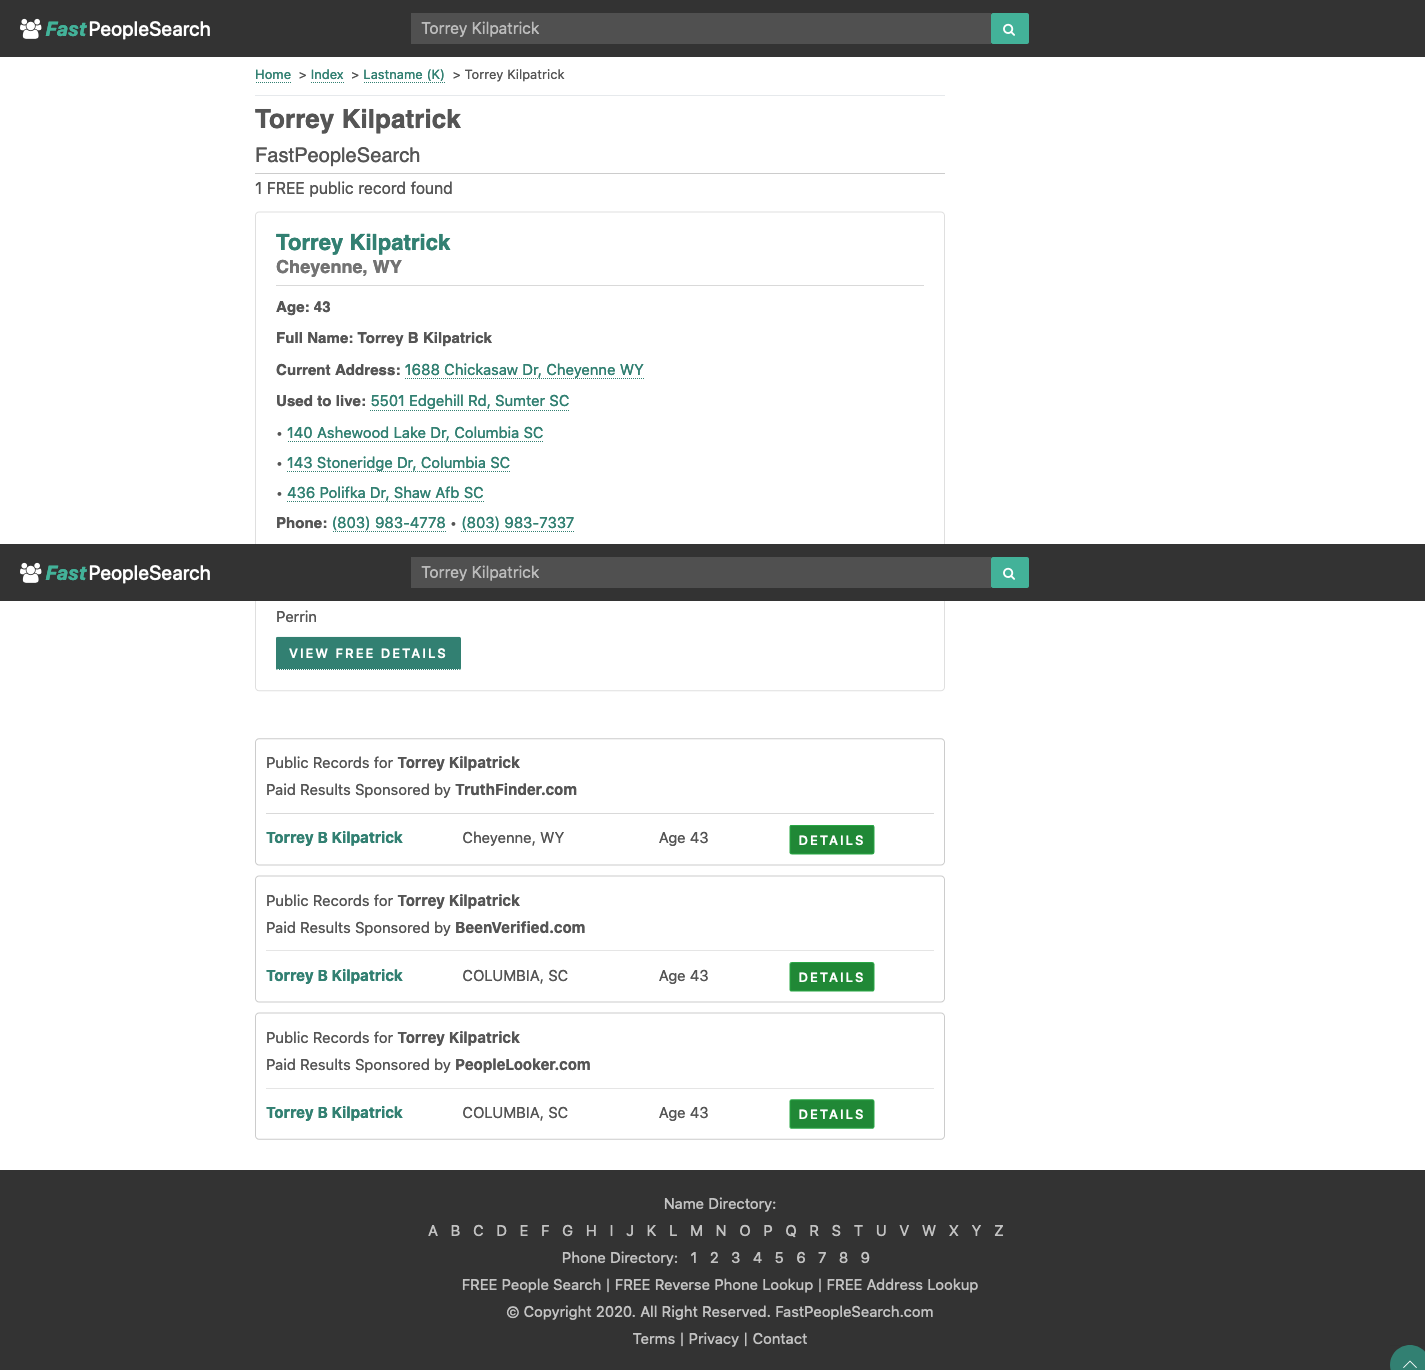 FastPeopleSearch
Torrey Kilpatrick
Home > Index > Lastname (K) > Torrey Kilpatrick
Torrey Kilpatrick
FastPeopleSearch
1 FREE public record found
Torrey Kilpatrick
Cheyenne, WY
Age: 43
Full Name: Torrey B Kilpatrick
Current Address: 1688 Chickasaw Dr, Cheyenne WY
Used to live: 5501 Edgehill Rd, Sumter SC
• 140 Ashewood Lake Dr, Columbia SC
• 143 Stoneridge Dr, Columbia SC
• 436 Polifka Dr, Shaw Afb SC
Phone: (803) 983-4778 • (803) 983-7337
FastPeopleSearch
Torrey Kilpatrick
Perrin
VIEW FREE DETAILS
Public Records for Torrey Kilpatrick
Paid Results Sponsored by TruthFinder.com
Torrey B Kilpatrick Cheyenne, WY Age 43 DETAILS
Public Records for Torrey Kilpatrick
Paid Results Sponsored by BeenVerified.com
Torrey B Kilpatrick COLUMBIA, SC Age 43 DETAILS
Public Records for Torrey Kilpatrick
Paid Results Sponsored by PeopleLooker.com
Torrey B Kilpatrick COLUMBIA, SC Age 43 DETAILS
Name Directory:
A B C D E F G H I J K L M N O P Q R S T U V W X Y Z
Phone Directory: 1 2 3 4 5 6 7 8 9
FREE People Search | FREE Reverse Phone Lookup | FREE Address Lookup
© Copyright 2020. All Right Reserved. FastPeopleSearch.com
Terms | Privacy | Contact